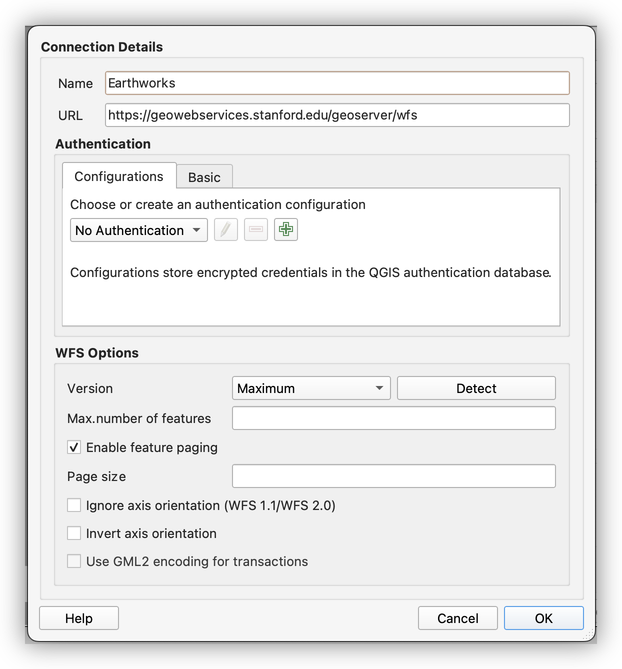 Connection Details
Name Earthworks
URL https://geowebservices.stanford.edu/geoserver/wfs
Authentication
Configurations Basic
Choose or create an authentication configuration
No Authentication
Configurations store encrypted credentials in the QGIS authentication database.
WFS Options
Version Maximum Detect
Max.number of features
Enable feature paging
Page size
Ignore axis orientation (WFS 1.1/WFS 2.0)
Invert axis orientation
Use GML2 encoding for transactions
Help Cancel OK